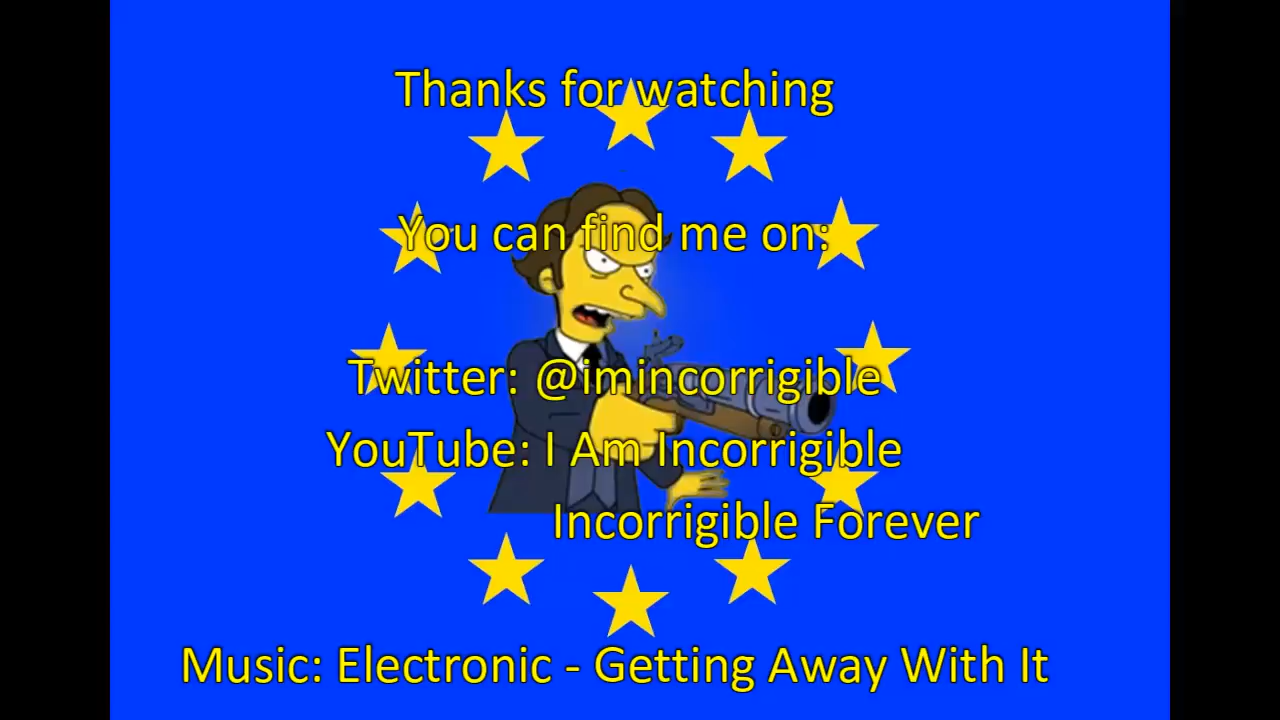 Thanks for watching
You can find me on:
Twitter: @imincorrigible
YouTube: I Am Incorrigible
Incorrigible Forever
Music: Electronic - Getting Away With It